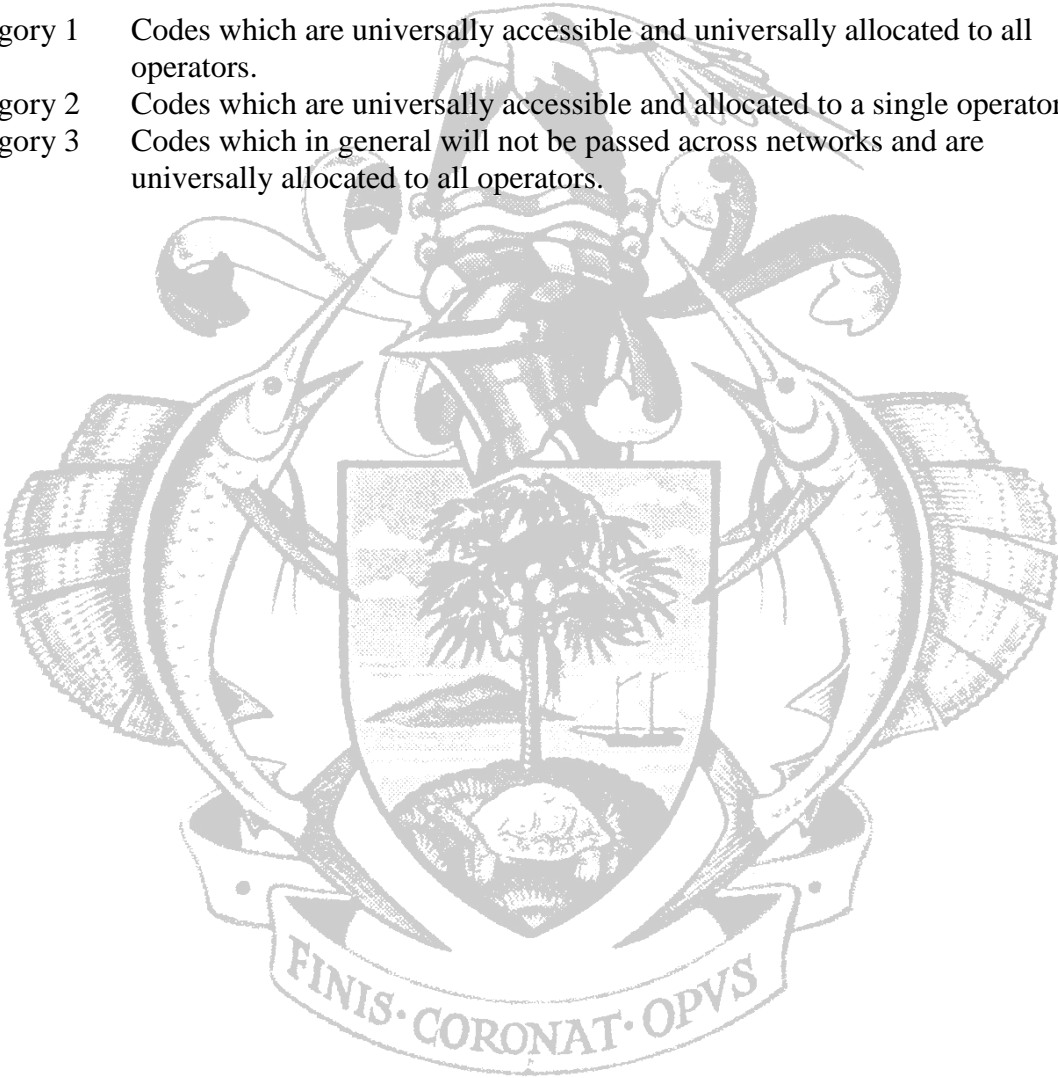 gory 1 Codes which are universally accessible and universally allocated to all
operators.
gory 2 Codes which are universally accessible and allocated to a single operator
gory 3 Codes which in general will not be passed across networks and are
universally allocated to all operators.
FINIS·CORONAT·OPVS